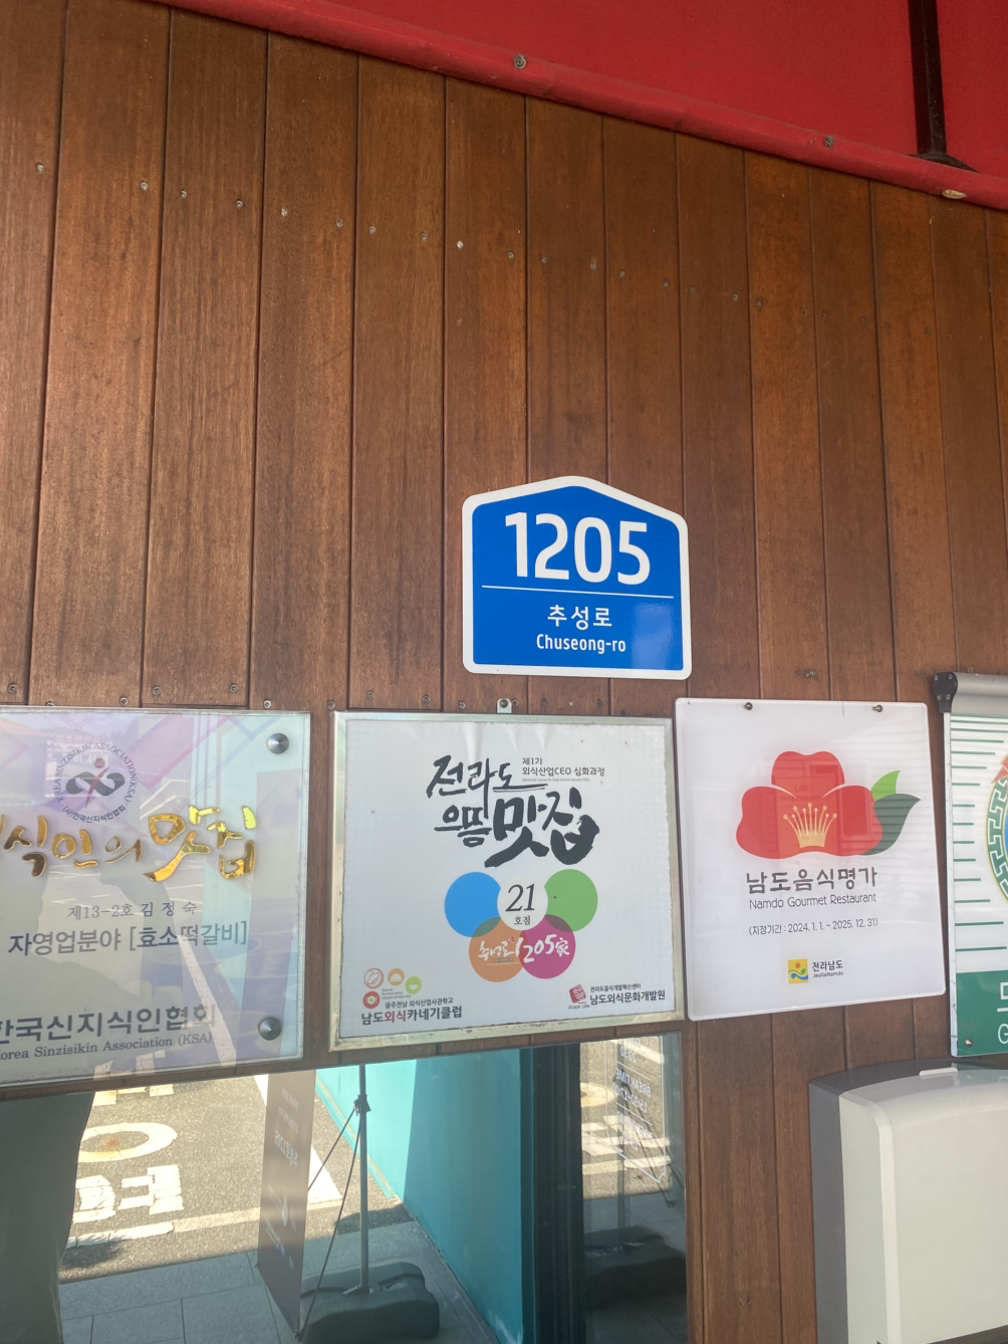 1205
추성로
Chuseong-ro
식인의 맛집
제13-2호 김 정 숙
자영업분야 [효소떡갈비]
한국신지식인협회
Korea Sinzisikin Association (KSA)
전라도
제1기
외식산업CEO 심화과정
으뜸 맛집
21
호점
추성로1205家
광주전남 외식산업사관학교
남도외식카네기클럽
전라도음식개발혁신센터
남도외식문화개발원
남도음식명가
Namdo Gourmet Restaurant
(지정기간 : 2024. 1. 1. ~ 2025. 12. 31)
전라남도
JeollaNamdo